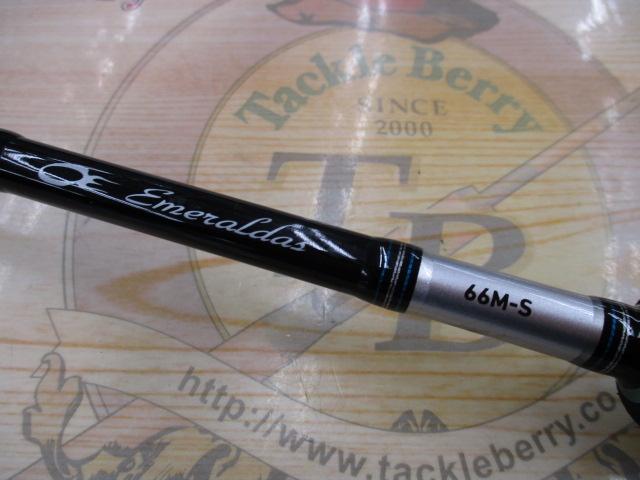 Tackle Berry
SINCE
2000
TB
Emeraldas
66M-S
http://www.tackleberry.co